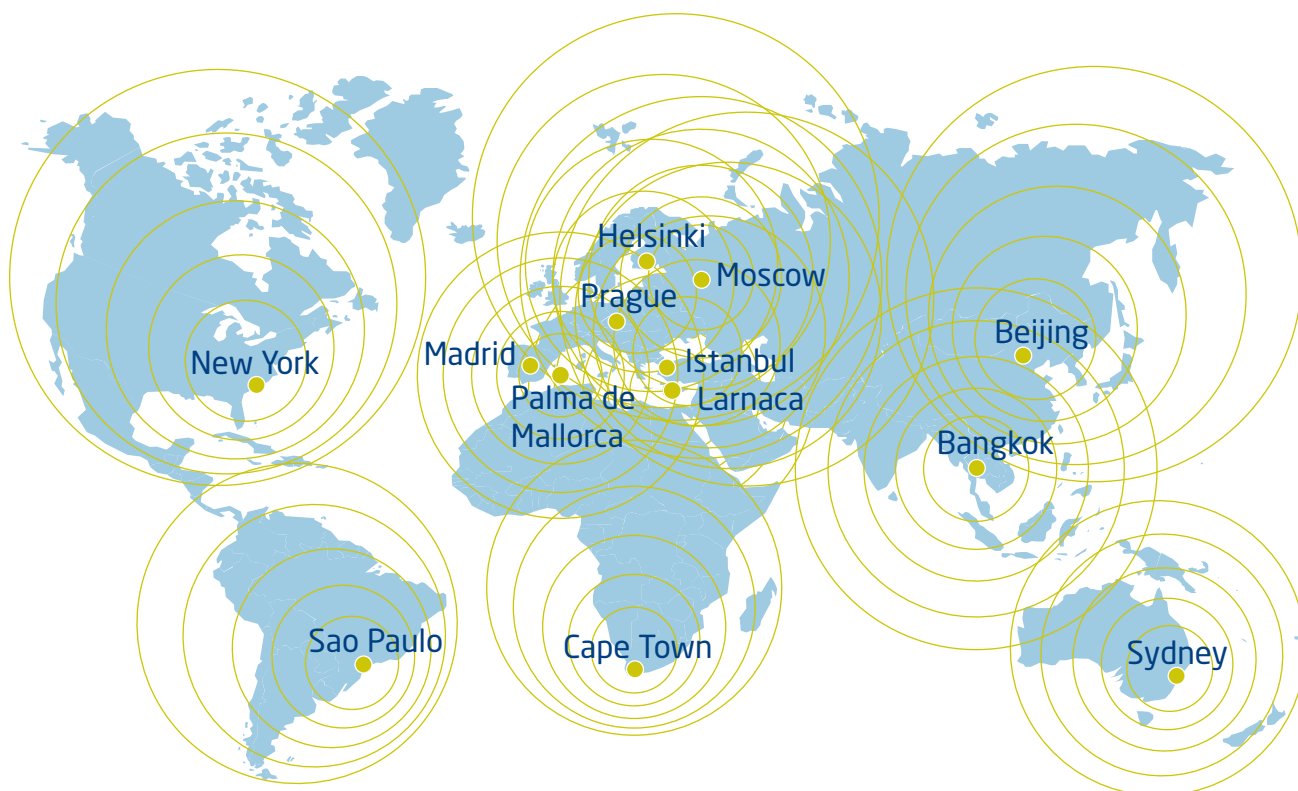 Helsinki
Moscow
Prague
Beijing
New York
Madrid
Istanbul
Palma de
Mallorca
Larnaca
Bangkok
Sao Paulo
Cape Town
Sydney